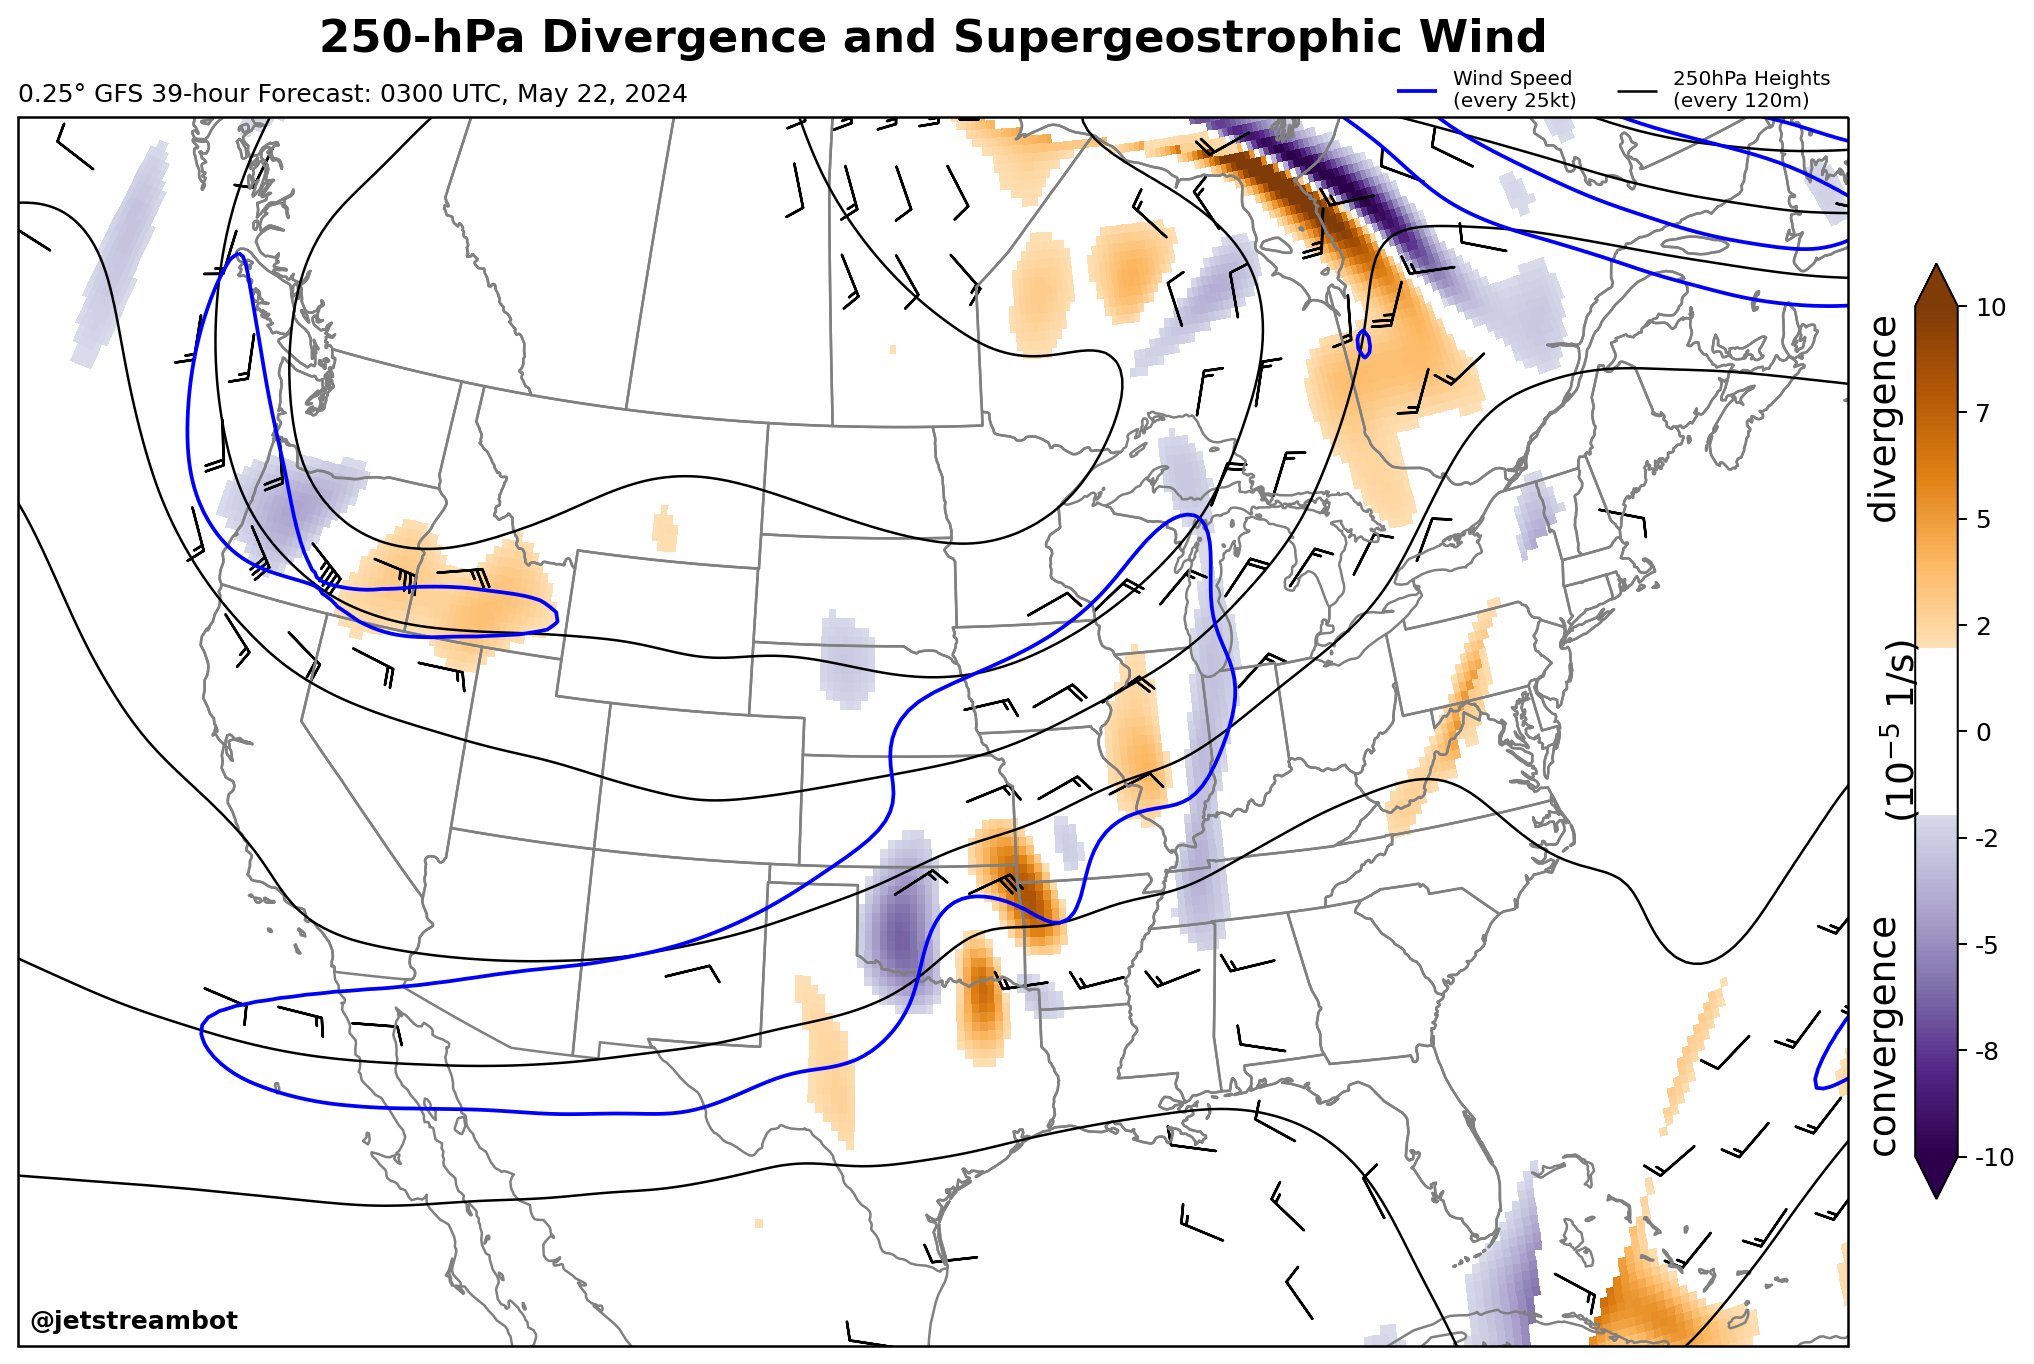 250-hPa Divergence and Supergeostrophic Wind
0.25° GFS 39-hour Forecast: 0300 UTC, May 22, 2024
Wind Speed
(every 25kt)
250hPa Heights
(every 120m)
10
7
5
2
0
-2
-5
-8
-10
divergence
(10⁻⁵ 1/s)
convergence
@jetstreambot